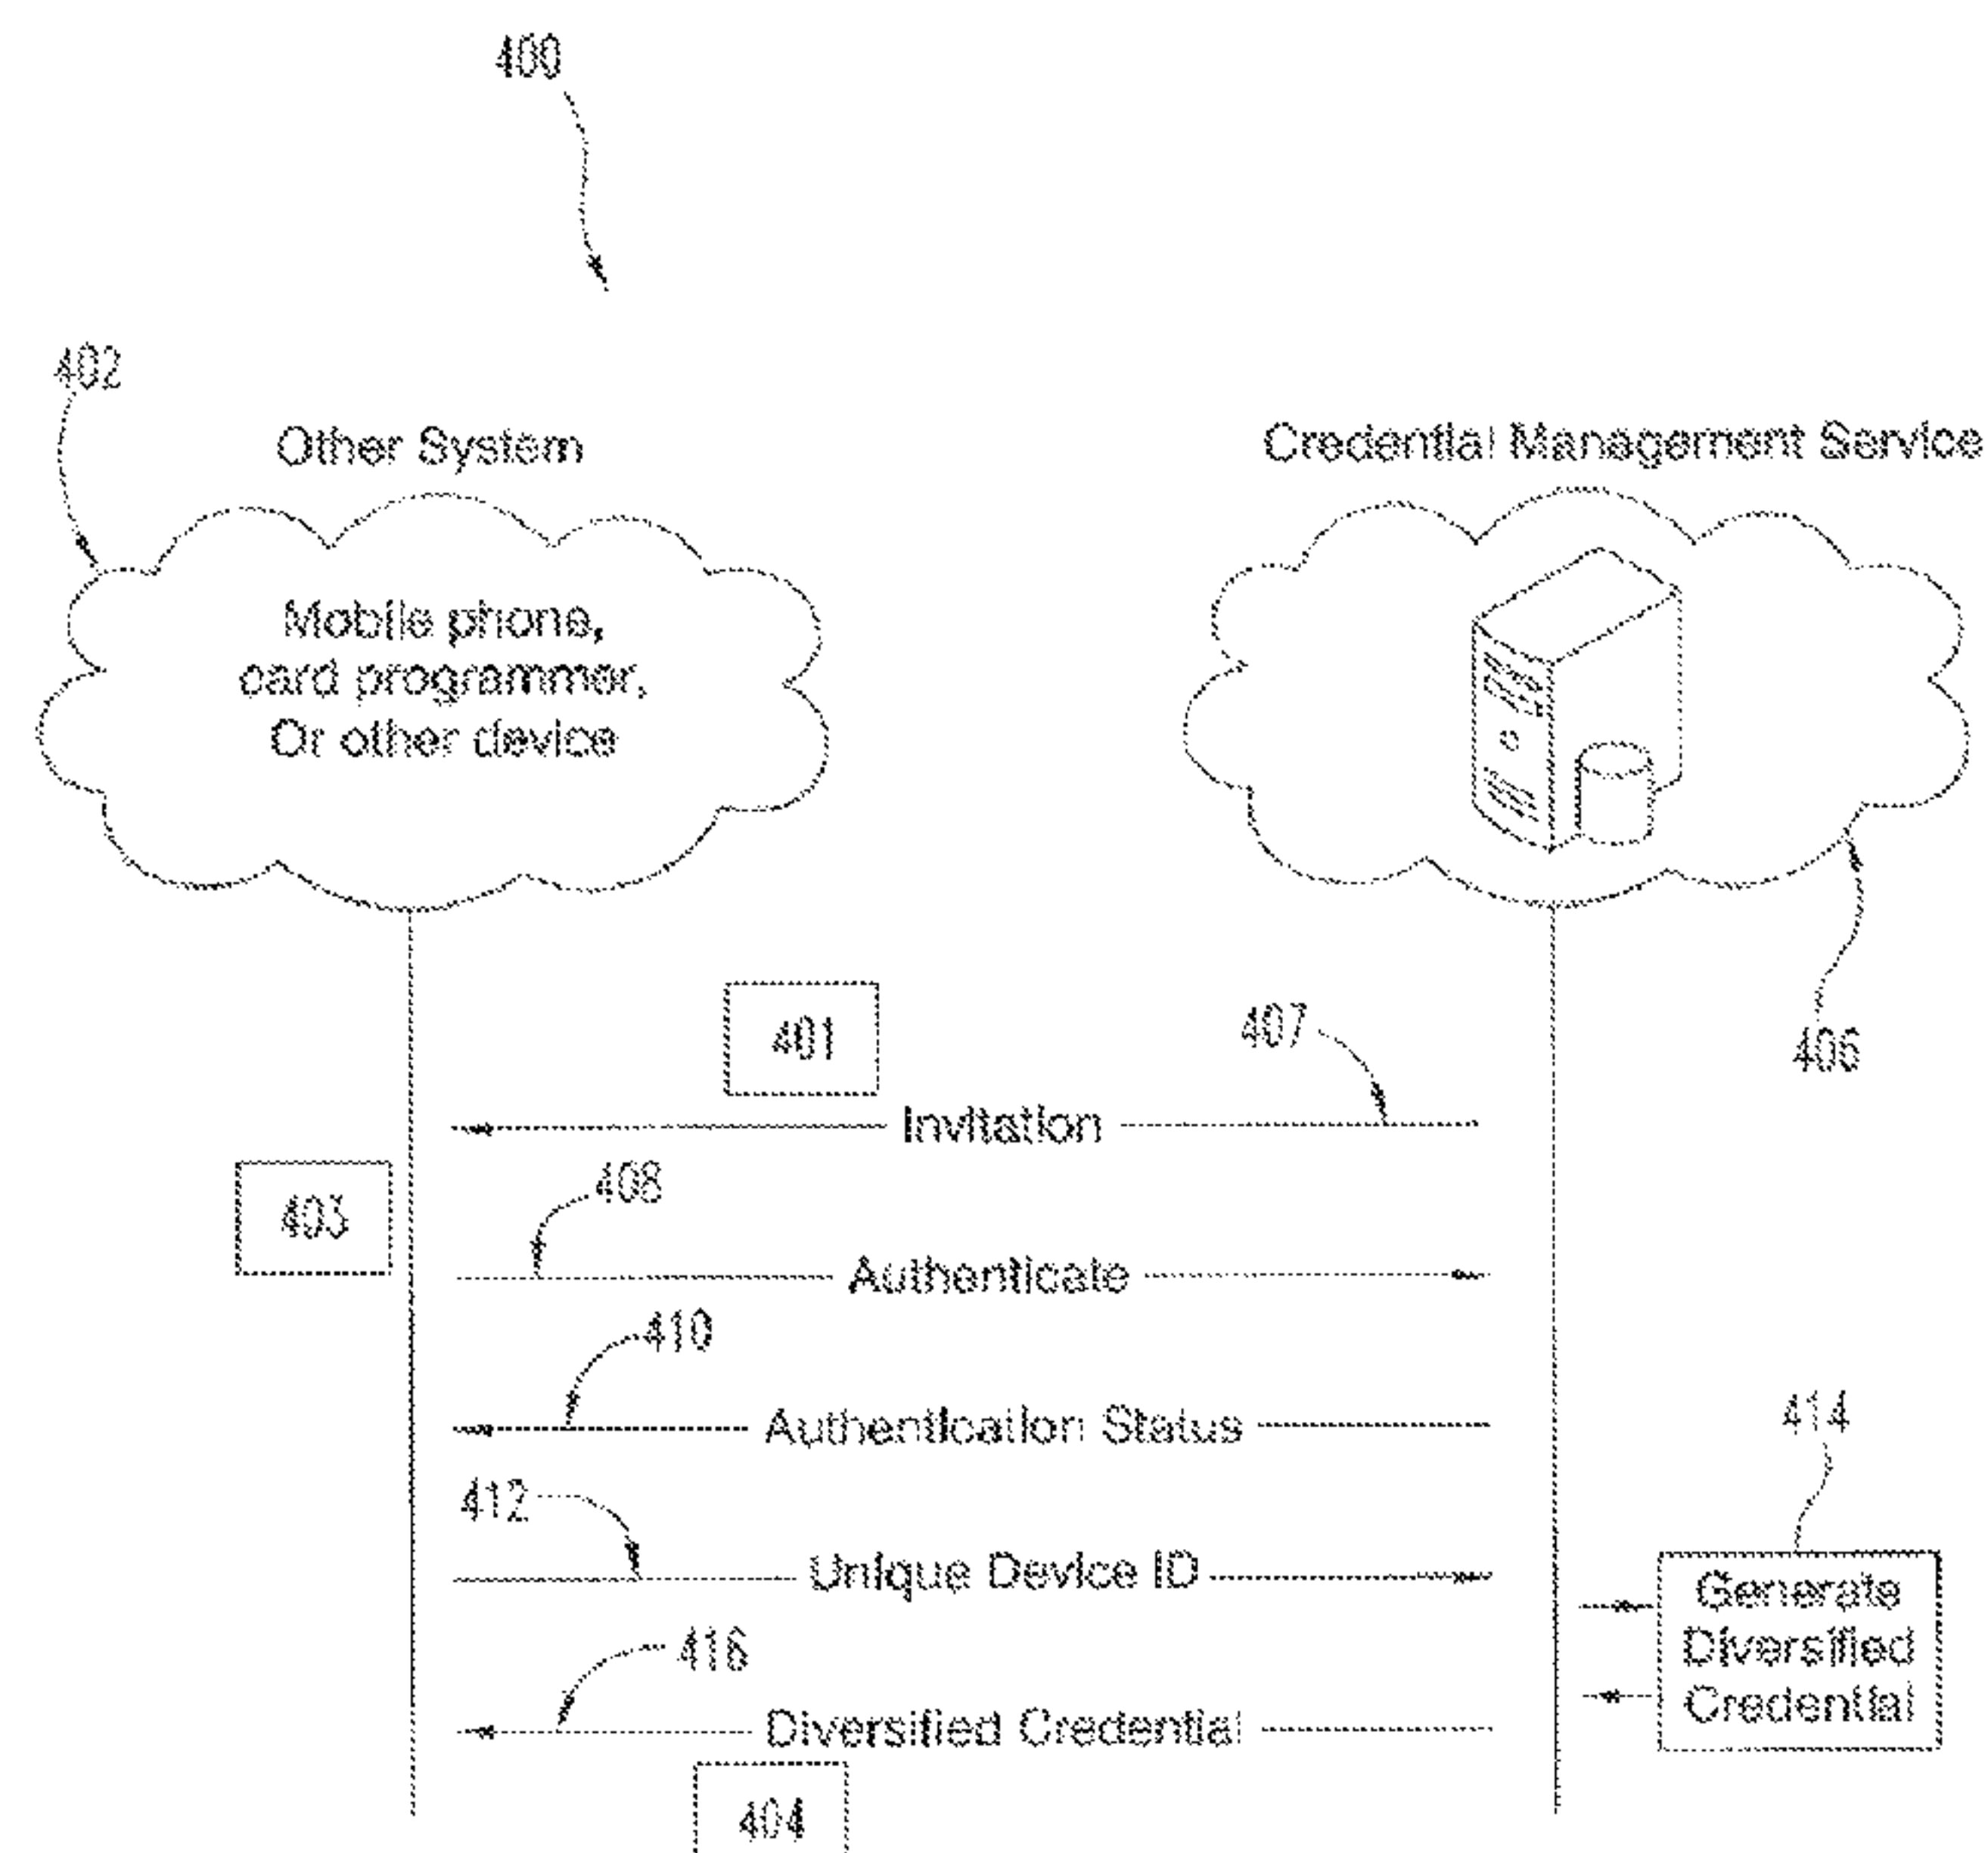 400
402
Other System
Credential Management Service
Mobile phone,
card programmer,
Or other device
401
407
406
Invitation
403
408
Authenticate
410
Authentication Status
414
412
Unique Device ID
Generate
Diversified
Credential
416
Diversified Credential
404